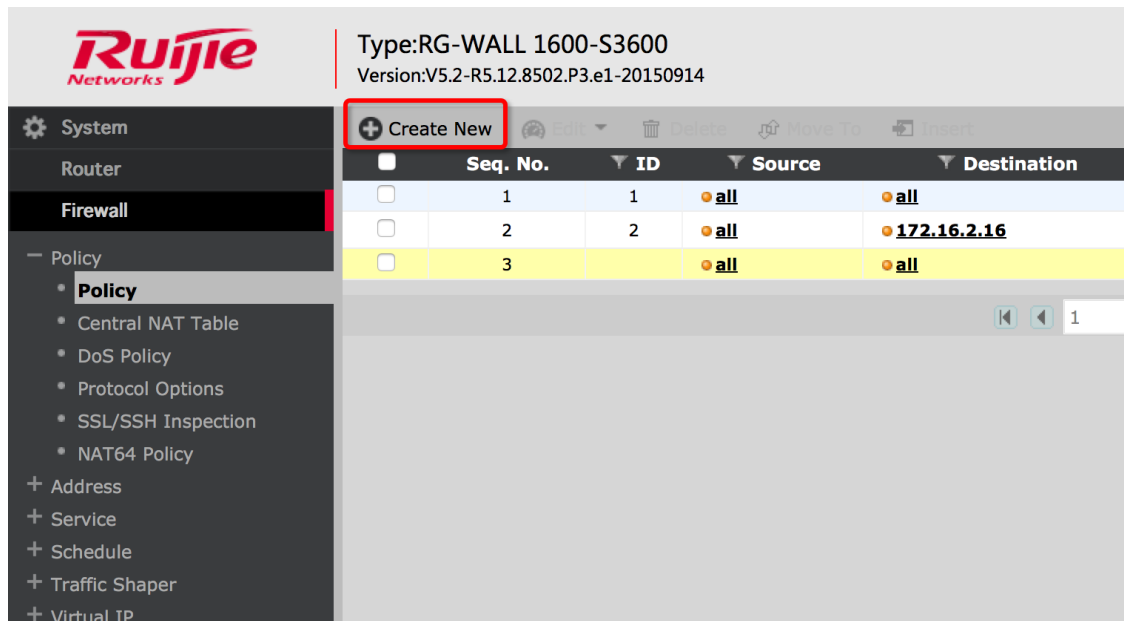 Ruijie
Networks
Type:RG-WALL 1600-S3600
Version:V5.2-R5.12.8502.P3.e1-20150914
System
Router
Firewall
Policy
Policy
Central NAT Table
DoS Policy
Protocol Options
SSL/SSH Inspection
NAT64 Policy
Address
Service
Schedule
Traffic Shaper
Virtual IP
Create New Edit Delete Move To Insert
Seq. No. ID Source Destination
1 1 all all
2 2 all 172.16.2.16
3 all all
1